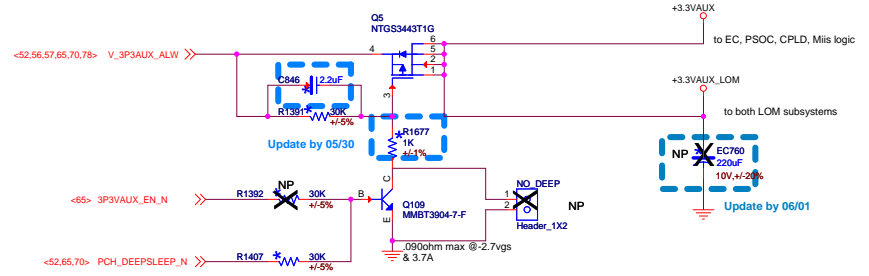 Q5
NTGS3443T1G
+3.3VAUX
<52,56,57,65,70,78> V_3P3AUX_ALW
4
6
5
2
1
3
to EC, PSOC, CPLD, Miis logic
C846 2.2uF
R1391 30K
+/-5%
+3.3VAUX_LOM
to both LOM subsystems
Update by 05/30
R1677
1K
+/-1%
NP
EC760
220uF
10V,+/-20%
Update by 06/01
NP
<65> 3P3VAUX_EN_N
R1392 30K
+/-5%
B
C
E
Q109
MMBT3904-7-F
NO_DEEP
1
2
Header_1X2
NP
<52,65,70> PCH_DEEPSLEEP_N
R1407 30K
+/-5%
.090ohm max @-2.7vgs
& 3.7A